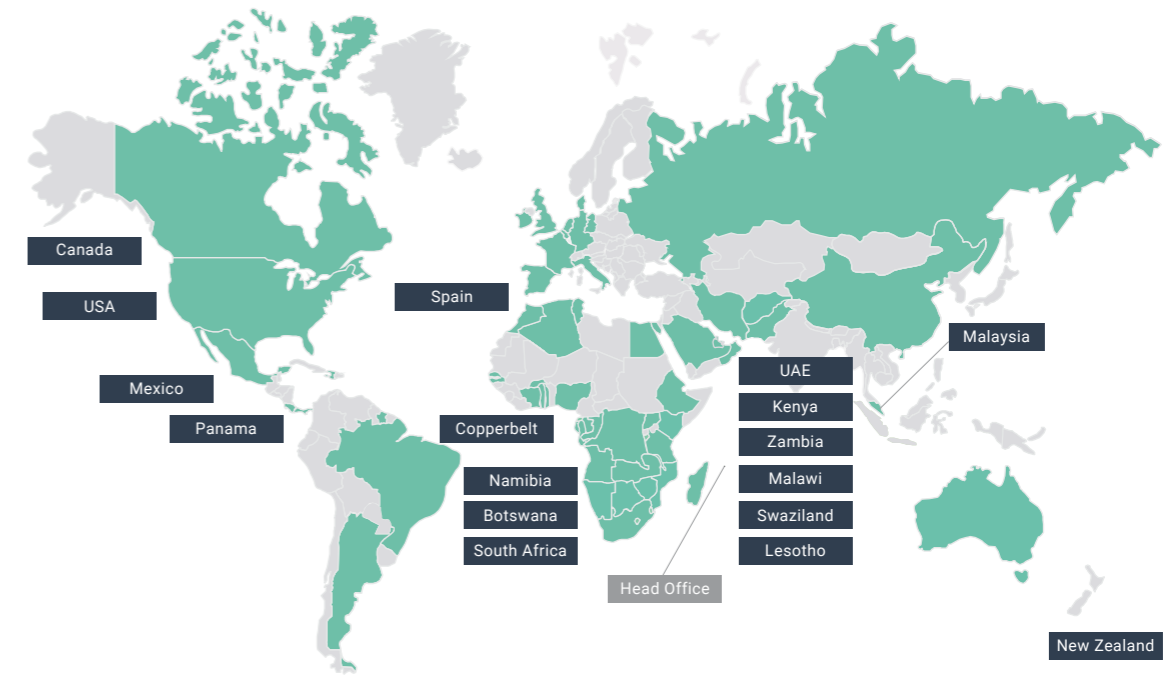 Canada
USA
Mexico
Panama
Spain
Copperbelt
Namibia
Botswana
South Africa
Head Office
UAE
Kenya
Zambia
Malawi
Swaziland
Lesotho
Malaysia
New Zealand